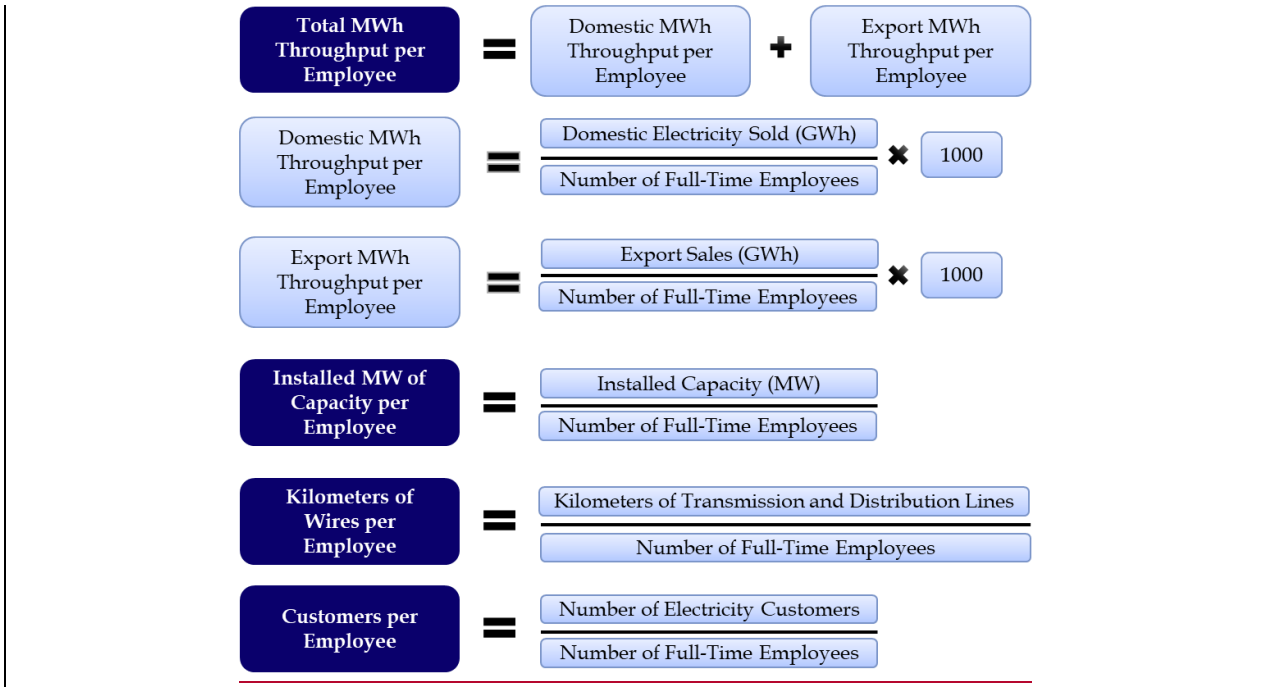 Total MWh
Throughput per
Employee
=
Domestic MWh
Throughput per
Employee
+
Export MWh
Throughput per
Employee
Domestic MWh
Throughput per
Employee
=
Domestic Electricity Sold (GWh)
Number of Full-Time Employees
×
1000
Export MWh
Throughput per
Employee
=
Export Sales (GWh)
Number of Full-Time Employees
×
1000
Installed MW of
Capacity per
Employee
=
Installed Capacity (MW)
Number of Full-Time Employees
Kilometers of
Wires per
Employee
=
Kilometers of Transmission and Distribution Lines
Number of Full-Time Employees
Customers per
Employee
=
Number of Electricity Customers
Number of Full-Time Employees